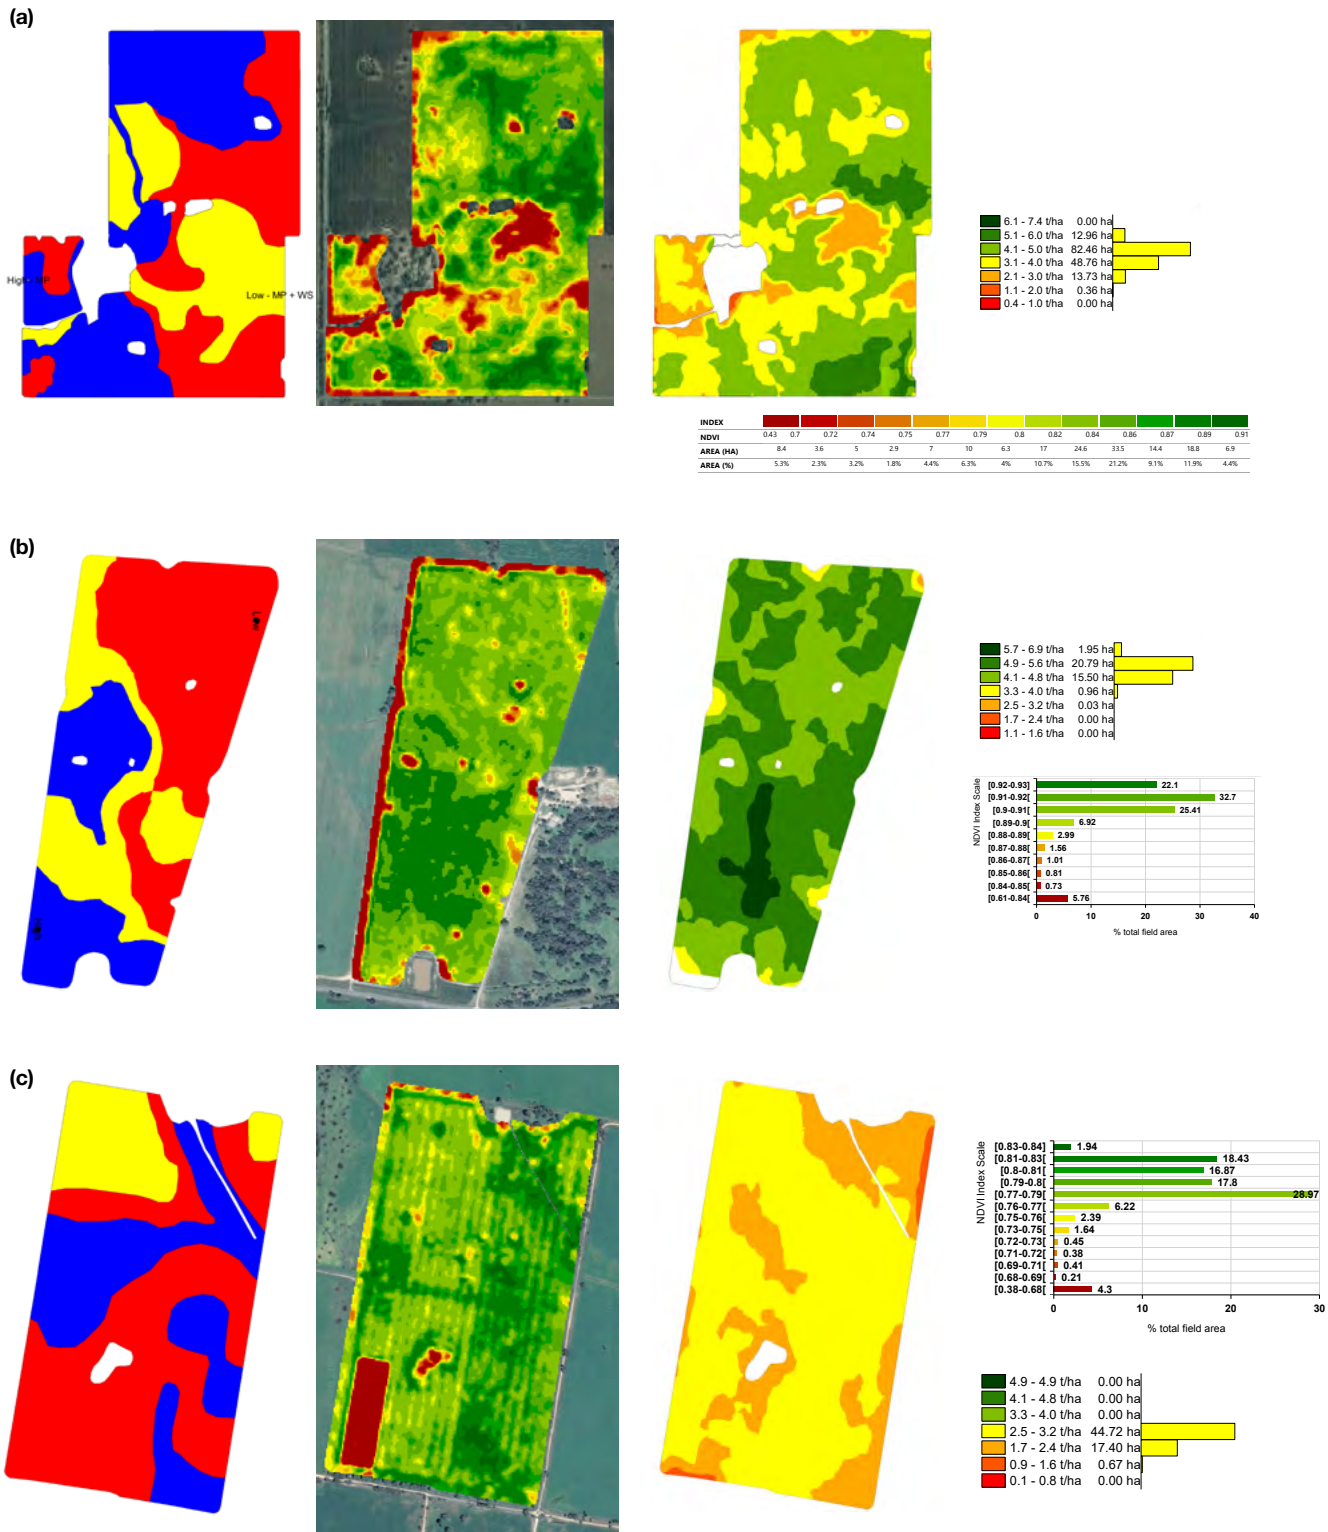 (a)
High - MP
Low - MP + WS
6.1 - 7.4 t/ha 0.00 ha
5.1 - 6.0 t/ha 12.96 ha
4.1 - 5.0 t/ha 82.46 ha
3.1 - 4.0 t/ha 48.76 ha
2.1 - 3.0 t/ha 13.73 ha
1.1 - 2.0 t/ha 0.36 ha
0.4 - 1.0 t/ha 0.00 ha
INDEX
NDVI 0.43 0.7 0.72 0.74 0.75 0.77 0.79 0.8 0.82 0.84 0.86 0.87 0.89 0.91
AREA (HA) 8.4 3.6 5 2.9 7 10 6.3 17 24.6 33.5 14.4 18.8 6.9
AREA (%) 5.3% 2.3% 3.2% 1.8% 4.4% 6.3% 4% 10.7% 15.5% 21.2% 9.1% 11.9% 4.4%
(b)
Low
High
5.7 - 6.9 t/ha 1.95 ha
4.9 - 5.6 t/ha 20.79 ha
4.1 - 4.8 t/ha 15.50 ha
3.3 - 4.0 t/ha 0.96 ha
2.5 - 3.2 t/ha 0.03 ha
1.7 - 2.4 t/ha 0.00 ha
1.1 - 1.6 t/ha 0.00 ha
NDVI Index Scale
[0.92-0.93] 22.1
[0.91-0.92[ 32.7
[0.9-0.91[ 25.41
[0.89-0.9[ 6.92
[0.88-0.89[ 2.99
[0.87-0.88[ 1.56
[0.86-0.87[ 1.01
[0.85-0.86[ 0.81
[0.84-0.85[ 0.73
[0.61-0.84[ 5.76
0 10 20 30 40
% total field area
(c)
NDVI Index Scale
[0.83-0.84] 1.94
[0.81-0.83[ 18.43
[0.8-0.81[ 16.87
[0.79-0.8[ 17.8
[0.77-0.79[ 28.97
[0.76-0.77[ 6.22
[0.75-0.76[ 2.39
[0.73-0.75[ 1.64
[0.72-0.73[ 0.45
[0.71-0.72[ 0.38
[0.69-0.71[ 0.41
[0.68-0.69[ 0.21
[0.38-0.68[ 4.3
0 10 20 30
% total field area
4.9 - 4.9 t/ha 0.00 ha
4.1 - 4.8 t/ha 0.00 ha
3.3 - 4.0 t/ha 0.00 ha
2.5 - 3.2 t/ha 44.72 ha
1.7 - 2.4 t/ha 17.40 ha
0.9 - 1.6 t/ha 0.67 ha
0.1 - 0.8 t/ha 0.00 ha